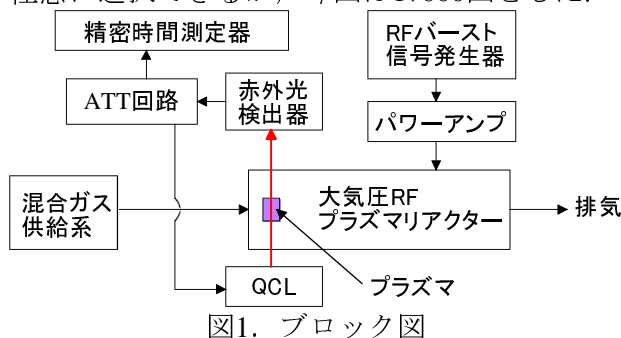 精密時間測定器
RFバースト
信号発生器
ATT回路
赤外光
検出器
パワーアンプ
混合ガス
供給系
大気圧RF
プラズマリアクター
排気
QCL
プラズマ
図1. ブロック図